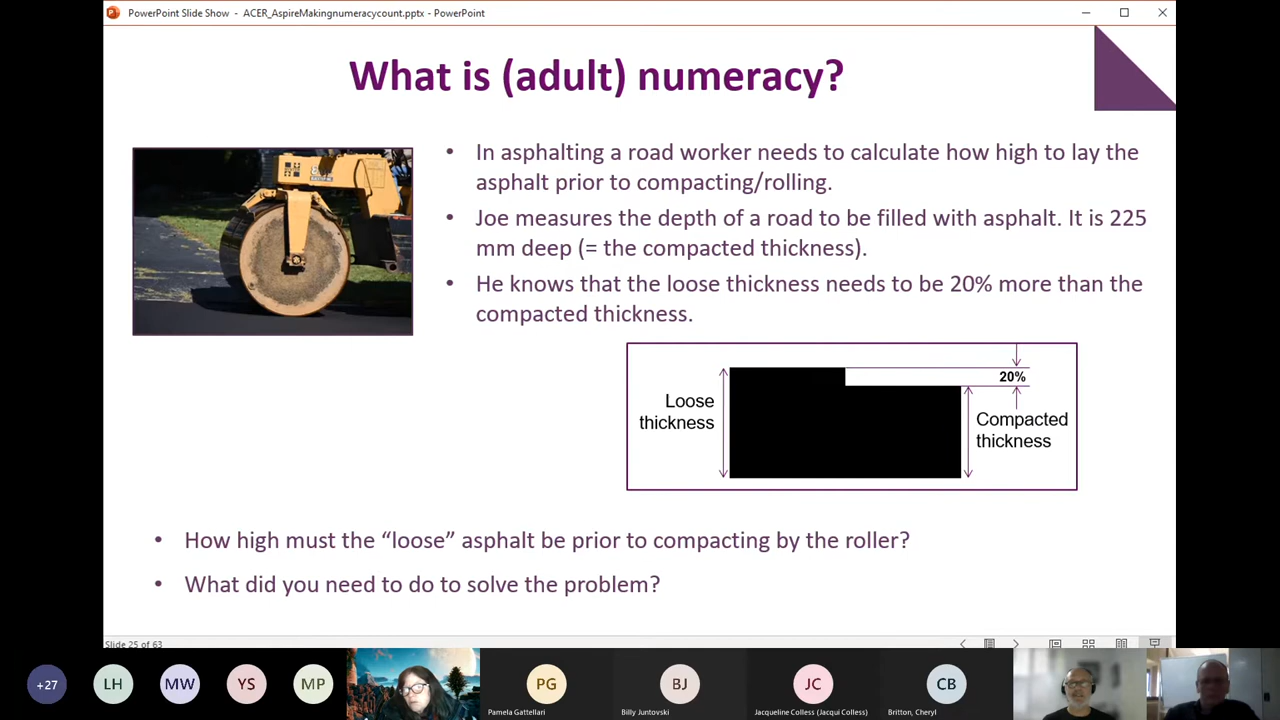 PowerPoint Slide Show - ACER_AspireMakingnumeracycount.pptx - PowerPoint
What is (adult) numeracy?
• In asphalting a road worker needs to calculate how high to lay the
asphalt prior to compacting/rolling.
• Joe measures the depth of a road to be filled with asphalt. It is 225
mm deep (= the compacted thickness).
• He knows that the loose thickness needs to be 20% more than the
compacted thickness.
20%
Loose
thickness
Compacted
thickness
• How high must the “loose” asphalt be prior to compacting by the roller?
• What did you need to do to solve the problem?
Slide 25 of 63
+27
LH
MW
YS
MP
PG
BJ
JC
CB
Pamela Gattellari
Billy Juntovski
Jacqueline Colless (Jacqui Colless)
Britton, Cheryl